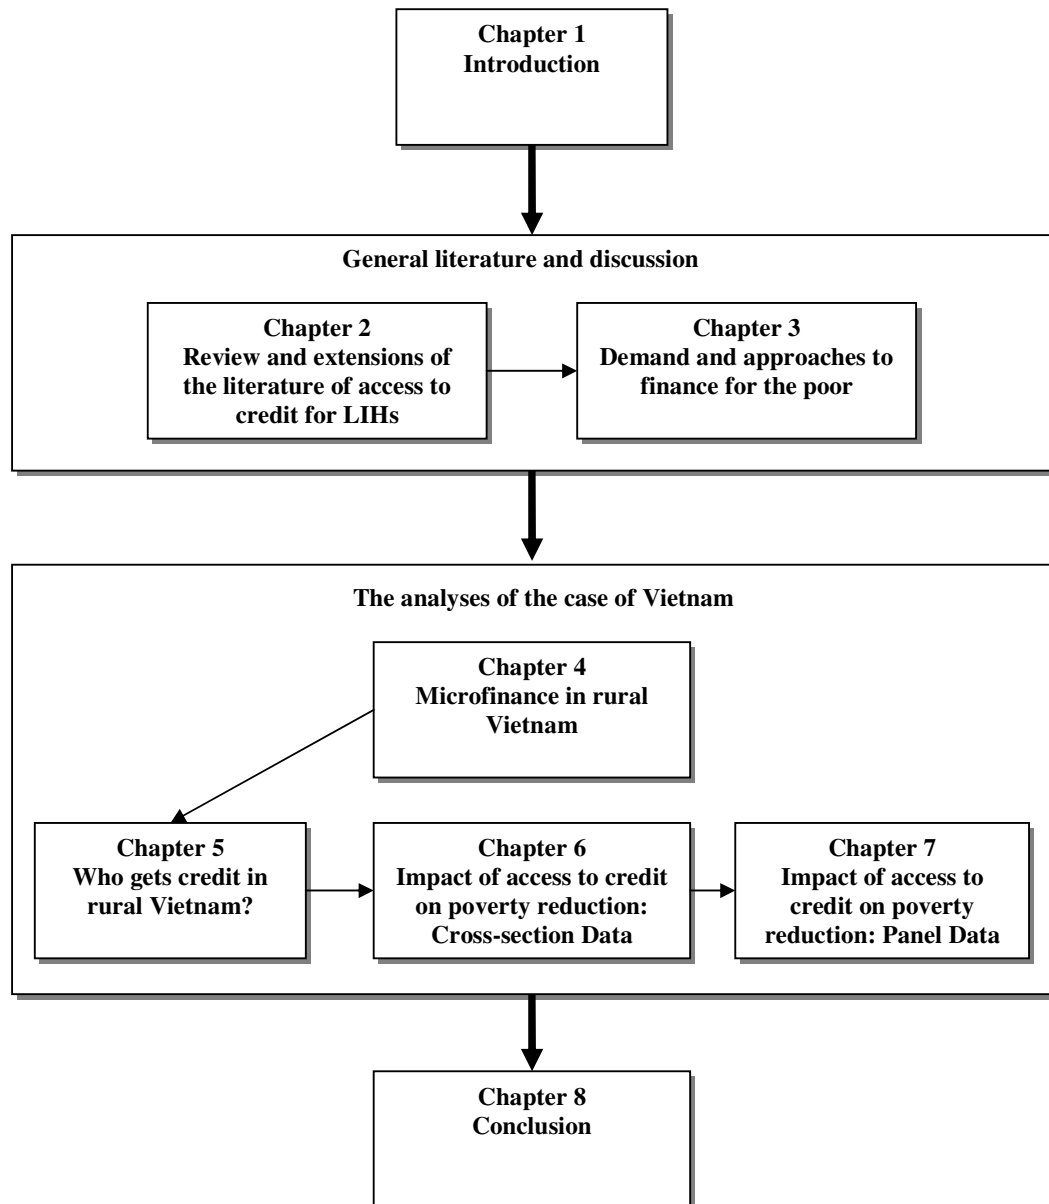 Chapter 1
Introduction
General literature and discussion
Chapter 2
Review and extensions of
the literature of access to
credit for LIHs
Chapter 3
Demand and approaches to
finance for the poor
The analyses of the case of Vietnam
Chapter 4
Microfinance in rural
Vietnam
Chapter 5
Who gets credit in
rural Vietnam?
Chapter 6
Impact of access to credit
on poverty reduction:
Cross-section Data
Chapter 7
Impact of access to
credit on poverty
reduction: Panel Data
Chapter 8
Conclusion